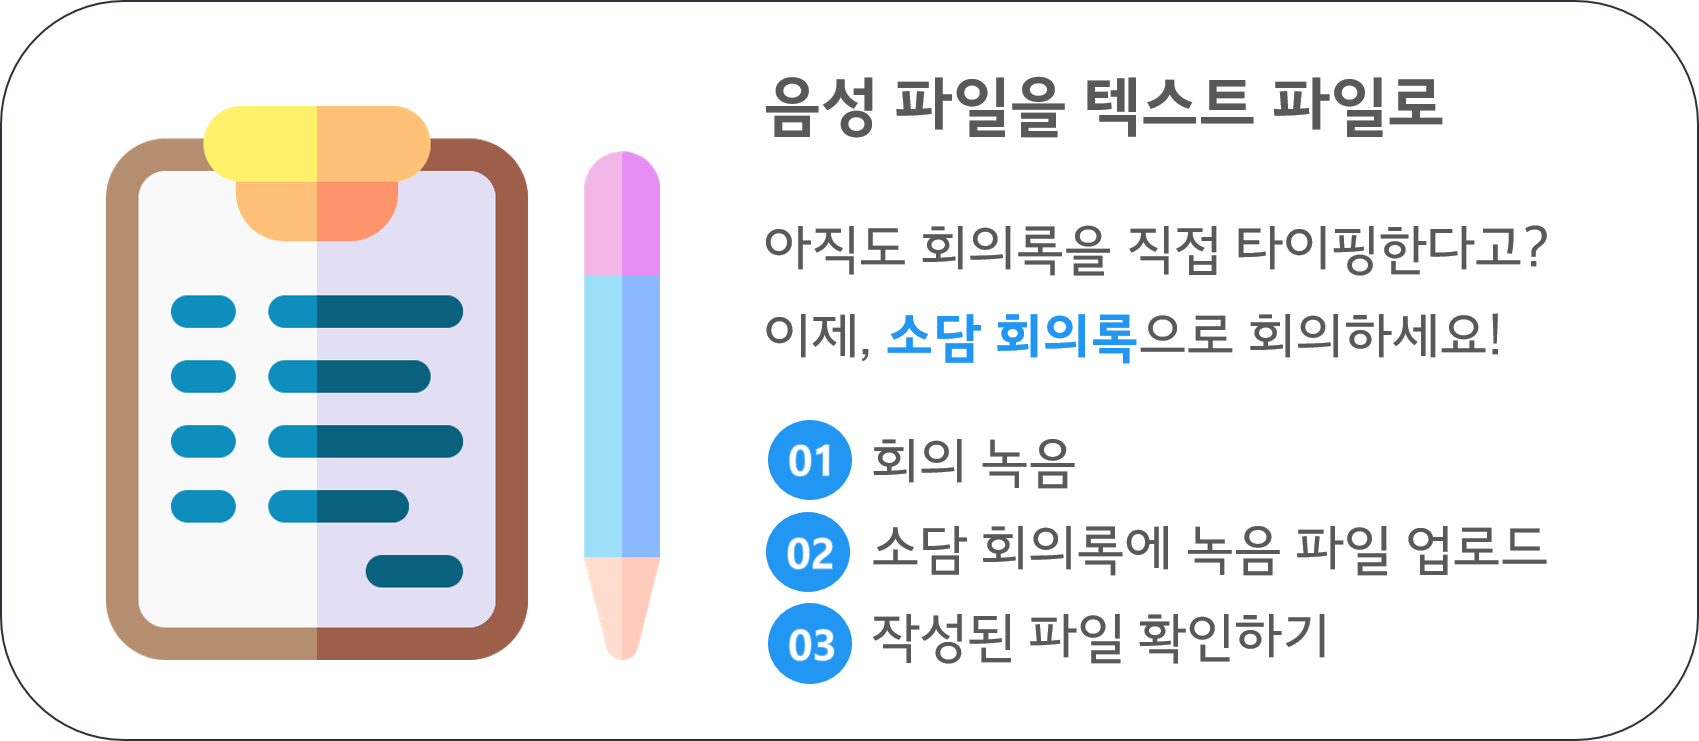 음성 파일을 텍스트 파일로
아직도 회의록을 직접 타이핑한다고?
이제, 소담 회의록으로 회의하세요!
01 회의 녹음
02 소담 회의록에 녹음 파일 업로드
03 작성된 파일 확인하기